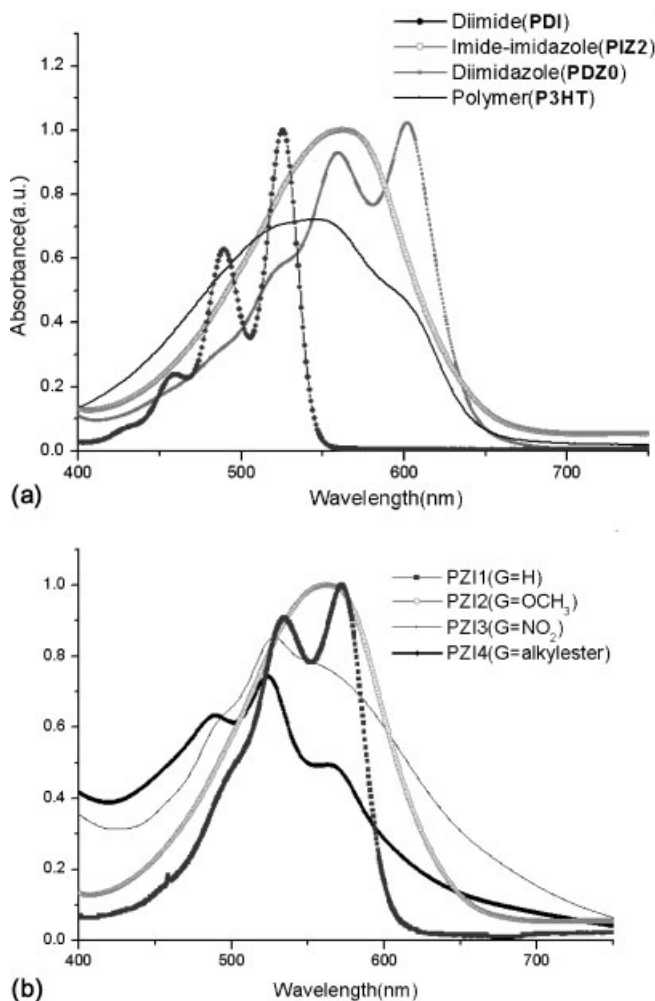 Diimide(PDI)
Imide-imidazole(PIZ2)
Diimidazole(PDZ0)
Polymer(P3HT)
1.2
1.0
0.8
0.6
0.4
0.2
0.0
Absorbance(a.u.)
400 500 600 700
Wavelength(nm)
(a)
PZI1(G=H)
PZI2(G=OCH₃)
PZI3(G=NO₂)
PZI4(G=alkylester)
1.0
0.8
0.6
0.4
0.2
0.0
400 500 600 700
Wavelength(nm)
(b)